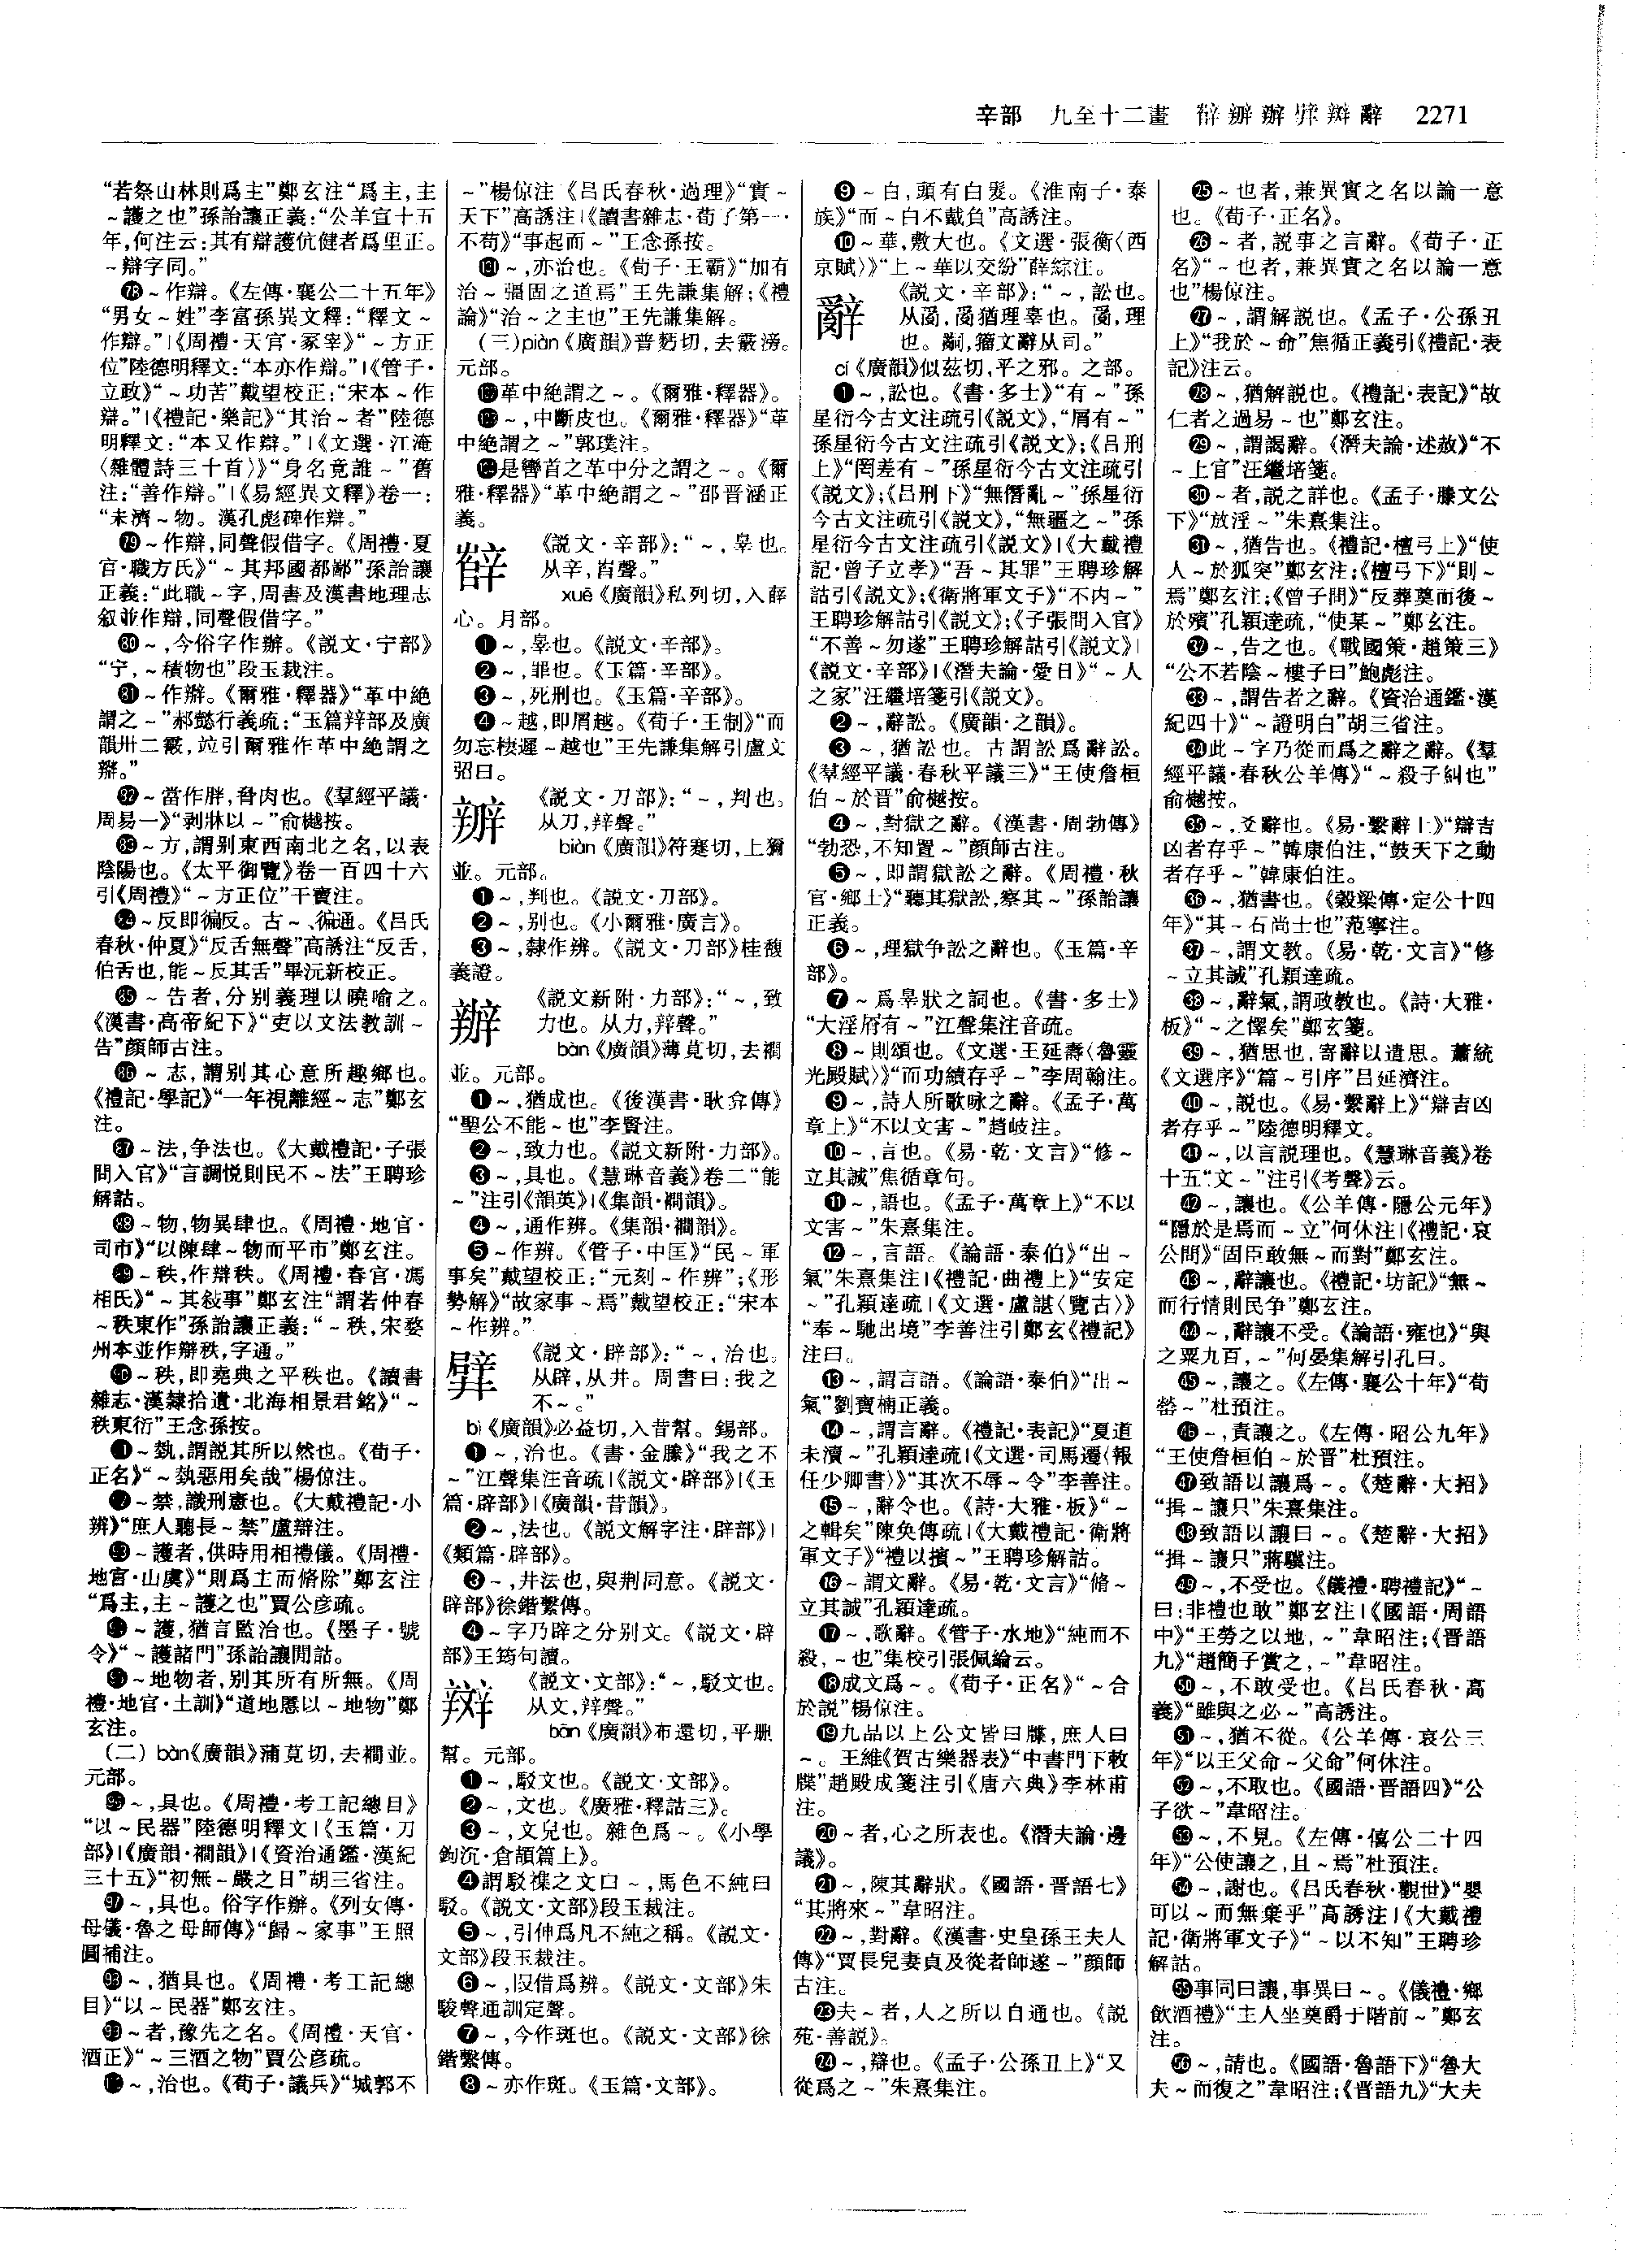 辛部　九至十二畫　辥辧辦𨐨辬辭　2271
“若祭山林則爲主”鄭玄注“爲主,主
～護之也”孫詒讓正義:“公羊宣十五
年,何注云:其有辯護伉健者爲里正。
～辯字同。”
78～作辯。《左傳·襄公二十五年》
“男女～姓”李富孫異文釋:“釋文～
作辯。”|《周禮·天官·冢宰》“～方正
位”陸德明釋文:“本亦作辯。”|《管子·
立政》“～功苦”戴望校正:“宋本～作
辯。”|《禮記·樂記》“其治～者”陸德
明釋文:“本又作辯。”|《文選·江淹
〈雜體詩三十首〉》“身名竟誰～”舊
注:“善作辯。”|《易經異文釋》卷一:
“未濟～物。漢孔彪碑作辯。”
79～作辯,同聲假借字。《周禮·夏
官·職方氏》“～其邦國都鄙”孫詒讓
正義:“此職～字,周書及漢書地理志
敘並作辯,同聲假借字。”
80～,今俗字作辦。《説文·宁部》
“宁,～積物也”段玉裁注。
81～作辦。《爾雅·釋器》“革中絶
謂之～”郝懿行義疏:“玉篇辡部及廣
韻卅二霰,竝引爾雅作革中絶謂之
辦。”
82～當作胖,脅肉也。《羣經平議·
周易一》“剥牀以～”俞樾按。
83～方,謂别東西南北之名,以表
陰陽也。《太平御覽》卷一百四十六
引《周禮》“～方正位”干寶注。
84～反即徧反。古～、徧通。《吕氏
春秋·仲夏》“反舌無聲”高誘注“反舌,
伯舌也,能～反其舌”畢沅新校正。
85～告者,分别義理以曉喻之。
《漢書·高帝紀下》“吏以文法教訓～
告”顔師古注。
86～志,謂别其心意所趣鄉也。
《禮記·學記》“一年視離經～志”鄭玄
注。
87～法,争法也。《大戴禮記·子張
問入官》“言調悦則民不～法”王聘珍
解詁。
88～物,物異肆也。《周禮·地官·
司市》“以陳肆～物而平市”鄭玄注。
89～秩,作辯秩。《周禮·春官·馮
相氏》“～其敍事”鄭玄注“謂若仲春
～秩東作”孫詒讓正義:“～秩,宋婺
州本並作辯秩,字通。”
90～秩,即堯典之平秩也。《讀書
雜志·漢隸拾遺·北海相景君銘》“～
秩東衍”王念孫按。
91～埶,謂説其所以然也。《荀子·
正名》“～埶惡用矣哉”楊倞注。
92～禁,識刑憲也。《大戴禮記·小
辨》“庶人聽長～禁”盧辯注。
93～護者,供時用相禮儀。《周禮·
地官·山虞》“則爲主而脩除”鄭玄注
“爲主,主～護之也”賈公彦疏。
94～護,猶言監治也。《墨子·號
令》“～護諸門”孫詒讓閒詁。
95～地物者,别其所有所無。《周
禮·地官·土訓》“道地慝以～地物”鄭
玄注。
(二)bàn《廣韻》蒲莧切,去襇並。
元部。
96～,具也。《周禮·考工記總目》
“以～民器”陸德明釋文|《玉篇·刀
部》|《廣韻·襇韻》|《資治通鑑·漢紀
三十五》“初無～嚴之日”胡三省注。
97～,具也。俗字作辦。《列女傳·
母儀·魯之母師傳》“歸～家事”王照
圓補注。
98～,猶具也。《周禮·考工記總
目》“以～民器”鄭玄注。
99～者,豫先之名。《周禮·天官·
酒正》“～三酒之物”賈公彦疏。
100～,治也。《荀子·議兵》“城郭不
～”楊倞注《吕氏春秋·過理》“實～
天下”高誘注|《讀書雜志·荀子第一·
不苟》“事起而～”王念孫按。
101～,亦治也。《荀子·王霸》“加有
治～彊固之道焉”王先謙集解;《禮
論》“治～之主也”王先謙集解。
(三)piàn《廣韻》普麪切,去霰滂。
元部。
102革中絶謂之～。《爾雅·釋器》。
103～,中斷皮也。《爾雅·釋器》“革
中絶謂之～”郭璞注。
104是轡首之革中分之謂之～。《爾
雅·釋器》“革中絶謂之～”邵晋涵正
義。
辥　《説文·辛部》:“～,辠也。
从辛,𡴎聲。”
xuē《廣韻》私列切,入薛
心。月部。
❶～,辠也。《説文·辛部》。
❷～,罪也。《玉篇·辛部》。
❸～,死刑也。《玉篇·辛部》。
❹～越,即屑越。《荀子·王制》“而
勿忘棲遲～越也”王先謙集解引盧文
弨曰。
辧　《説文·刀部》:“～,判也。
从刀,辡聲。”
biàn《廣韻》符蹇切,上獮
並。元部。
❶～,判也。《説文·刀部》。
❷～,别也。《小爾雅·廣言》。
❸～,隸作辨。《説文·刀部》桂馥
義證。
辦　《説文新附·力部》:“～,致
力也。从力,辡聲。”
bàn《廣韻》薄莧切,去襇
並。元部。
❶～,猶成也。《後漢書·耿弇傳》
“聖公不能～也”李賢注。
❷～,致力也。《説文新附·力部》。
❸～,具也。《慧琳音義》卷二“能
～”注引《韻英》|《集韻·襇韻》。
❹～,通作辨。《集韻·襇韻》。
❺～作辨。《管子·中匡》“民～軍
事矣”戴望校正:“元刻～作辨”;《形
勢解》“故家事～焉”戴望校正:“宋本
～作辨。”
𨐨　《説文·辟部》:“～,治也。
从辟,从井。周書曰:我之
不～。”
bì《廣韻》必益切,入昔幫。錫部。
❶～,治也。《書·金縢》“我之不
～”江聲集注音疏|《説文·辟部》|《玉
篇·辟部》|《廣韻·昔韻》。
❷～,法也。《説文解字注·辟部》|
《類篇·辟部》。
❸～,井法也,與荆同意。《説文·
辟部》徐鍇繫傳。
❹～字乃辟之分别文。《説文·辟
部》王筠句讀。
辬　《説文·文部》:“～,駁文也。
从文,辡聲。”
bān《廣韻》布還切,平删
幫。元部。
❶～,駁文也。《説文·文部》。
❷～,文也。《廣雅·釋詁三》。
❸～,文皃也。雜色爲～。《小學
鉤沉·倉頡篇上》。
❹謂駁襍之文曰～,馬色不純曰
駁。《説文·文部》段玉裁注。
❺～,引伸爲凡不純之稱。《説文·
文部》段玉裁注。
❻～,叚借爲辨。《説文·文部》朱
駿聲通訓定聲。
❼～,今作斑也。《説文·文部》徐
鍇繫傳。
❽～亦作斑。《玉篇·文部》。
❾～白,頭有白髮。《淮南子·泰
族》“而～白不戴負”高誘注。
❿～華,敷大也。《文選·張衡〈西
京賦〉》“上～華以交紛”薛綜注。
辭　《説文·辛部》:“～,訟也。
从𤔔,𤔔猶理辜也。𤔔,理
也。嗣,籀文辭从司。”
cí《廣韻》似茲切,平之邪。之部。
❶～,訟也。《書·多士》“有～”孫
星衍今古文注疏引《説文》,“屑有～”
孫星衍今古文注疏引《説文》;《吕刑
上》“罔差有～”孫星衍今古文注疏引
《説文》;《吕刑下》“無僭亂～”孫星衍
今古文注疏引《説文》,“無疆之～”孫
星衍今古文注疏引《説文》|《大戴禮
記·曾子立孝》“吾～其罪”王聘珍解
詁引《説文》;《衛將軍文子》“不内～”
王聘珍解詁引《説文》;《子張問入官》
“不善～勿遂”王聘珍解詁引《説文》|
《説文·辛部》|《潛夫論·愛日》“～人
之家”汪繼培箋引《説文》。
❷～,辭訟。《廣韻·之韻》。
❸～,猶訟也。古謂訟爲辭訟。
《羣經平議·春秋平議三》“王使詹桓
伯～於晋”俞樾按。
❹～,對獄之辭。《漢書·周勃傳》
“勃恐,不知置～”顔師古注。
❺～,即謂獄訟之辭。《周禮·秋
官·鄉士》“聽其獄訟,察其～”孫詒讓
正義。
❻～,理獄争訟之辭也。《玉篇·辛
部》。
❼～爲辠狀之詞也。《書·多士》
“大淫厈有～”江聲集注音疏。
❽～則頌也。《文選·王延壽〈魯靈
光殿賦〉》“而功績存乎～”李周翰注。
❾～,詩人所歌咏之辭。《孟子·萬
章上》“不以文害～”趙岐注。
❿～,言也。《易·乾·文言》“修～
立其誠”焦循章句。
⓫～,語也。《孟子·萬章上》“不以
文害～”朱熹集注。
⓬～,言語。《論語·泰伯》“出～
氣”朱熹集注|《禮記·曲禮上》“安定
～”孔穎達疏|《文選·盧諶〈覽古〉》
“奉～馳出境”李善注引鄭玄《禮記》
注曰。
⓭～,謂言語。《論語·泰伯》“出～
氣”劉寶楠正義。
⓮～,謂言辭。《禮記·表記》“夏道
未瀆～”孔穎達疏|《文選·司馬遷〈報
任少卿書〉》“其次不辱～令”李善注。
⓯～,辭令也。《詩·大雅·板》“～
之輯矣”陳奂傳疏|《大戴禮記·衛將
軍文子》“禮以擯～”王聘珍解詁。
⓰～謂文辭。《易·乾·文言》“脩～
立其誠”孔穎達疏。
⓱～,歌辭。《管子·水地》“純而不
殺,～也”集校引張佩綸云。
⓲成文爲～。《荀子·正名》“～合
於説”楊倞注。
⓳九品以上公文皆曰牒,庶人曰
～。王維《賀古樂器表》“中書門下敕
牒”趙殿成箋注引《唐六典》李林甫
注。
⓴～者,心之所表也。《潛夫論·邊
議》。
21～,陳其辭狀。《國語·晋語七》
“其將來～”韋昭注。
22～,對辭。《漢書·史皇孫王夫人
傳》“賈長兒妻貞及從者師遂～”顔師
古注。
23夫～者,人之所以自通也。《説
苑·善説》。
24～,辯也。《孟子·公孫丑上》“又
從爲之～”朱熹集注。
25～也者,兼異實之名以論一意
也。《荀子·正名》。
26～者,説事之言辭。《荀子·正
名》“～也者,兼異實之名以論一意
也”楊倞注。
27～,謂解説也。《孟子·公孫丑
上》“我於～命”焦循正義引《禮記·表
記》注云。
28～,猶解説也。《禮記·表記》“故
仁者之過易～也”鄭玄注。
29～,謂謁辭。《潛夫論·述赦》“不
～上官”汪繼培箋。
30～者,説之詳也。《孟子·滕文公
下》“放淫～”朱熹集注。
31～,猶告也。《禮記·檀弓上》“使
人～於狐突”鄭玄注;《檀弓下》“則～
焉”鄭玄注;《曾子問》“反葬奠而後～
於殯”孔穎達疏,“使某～”鄭玄注。
32～,告之也。《戰國策·趙策三》
“公不若陰～樓子曰”鮑彪注。
33～,謂告者之辭。《資治通鑑·漢
紀四十》“～證明白”胡三省注。
34此～字乃從而爲之辭之辭。《羣
經平議·春秋公羊傳》“～殺子糾也”
俞樾按。
35～,爻辭也。《易·繫辭上》“辯吉
凶者存乎～”韓康伯注,“鼓天下之動
者存乎～”韓康伯注。
36～,猶書也。《穀梁傳·定公十四
年》“其～石尚士也”范寧注。
37～,謂文教。《易·乾·文言》“修
～立其誠”孔穎達疏。
38～,辭氣,謂政教也。《詩·大雅·
板》“～之懌矣”鄭玄箋。
39～,猶思也,寄辭以遣思。蕭統
《文選序》“篇～引序”吕延濟注。
40～,説也。《易·繫辭上》“辯吉凶
者存乎～”陸德明釋文。
41～,以言説理也。《慧琳音義》卷
十五“文～”注引《考聲》云。
42～,讓也。《公羊傳·隱公元年》
“隱於是焉而～立”何休注|《禮記·哀
公問》“固臣敢無～而對”鄭玄注。
43～,辭讓也。《禮記·坊記》“無～
而行情則民争”鄭玄注。
44～,辭讓不受。《論語·雍也》“與
之粟九百,～”何晏集解引孔曰。
45～,讓之。《左傳·襄公十年》“荀
罃～”杜預注。
46～,責讓之。《左傳·昭公九年》
“王使詹桓伯～於晋”杜預注。
47致語以讓爲～。《楚辭·大招》
“揖～讓只”朱熹集注。
48致語以讓曰～。《楚辭·大招》
“揖～讓只”蔣驥注。
49～,不受也。《儀禮·聘禮記》“～
曰:非禮也敢”鄭玄注|《國語·周語
中》“王勞之以地,～”韋昭注;《晋語
九》“趙簡子賞之,～”韋昭注。
50～,不敢受也。《吕氏春秋·高
義》“雖與之必～”高誘注。
51～,猶不從。《公羊傳·哀公三
年》“以王父命～父命”何休注。
52～,不取也。《國語·晋語四》“公
子欲～”韋昭注。
53～,不見。《左傳·僖公二十四
年》“公使讓之,且～焉”杜預注。
54～,謝也。《吕氏春秋·觀世》“嬰
可以～而無棄乎”高誘注|《大戴禮
記·衛將軍文子》“～以不知”王聘珍
解詁。
55事同曰讓,事異曰～。《儀禮·鄉
飲酒禮》“主人坐奠爵于階前～”鄭玄
注。
56～,請也。《國語·魯語下》“魯大
夫～而復之”韋昭注;《晋語九》“大夫